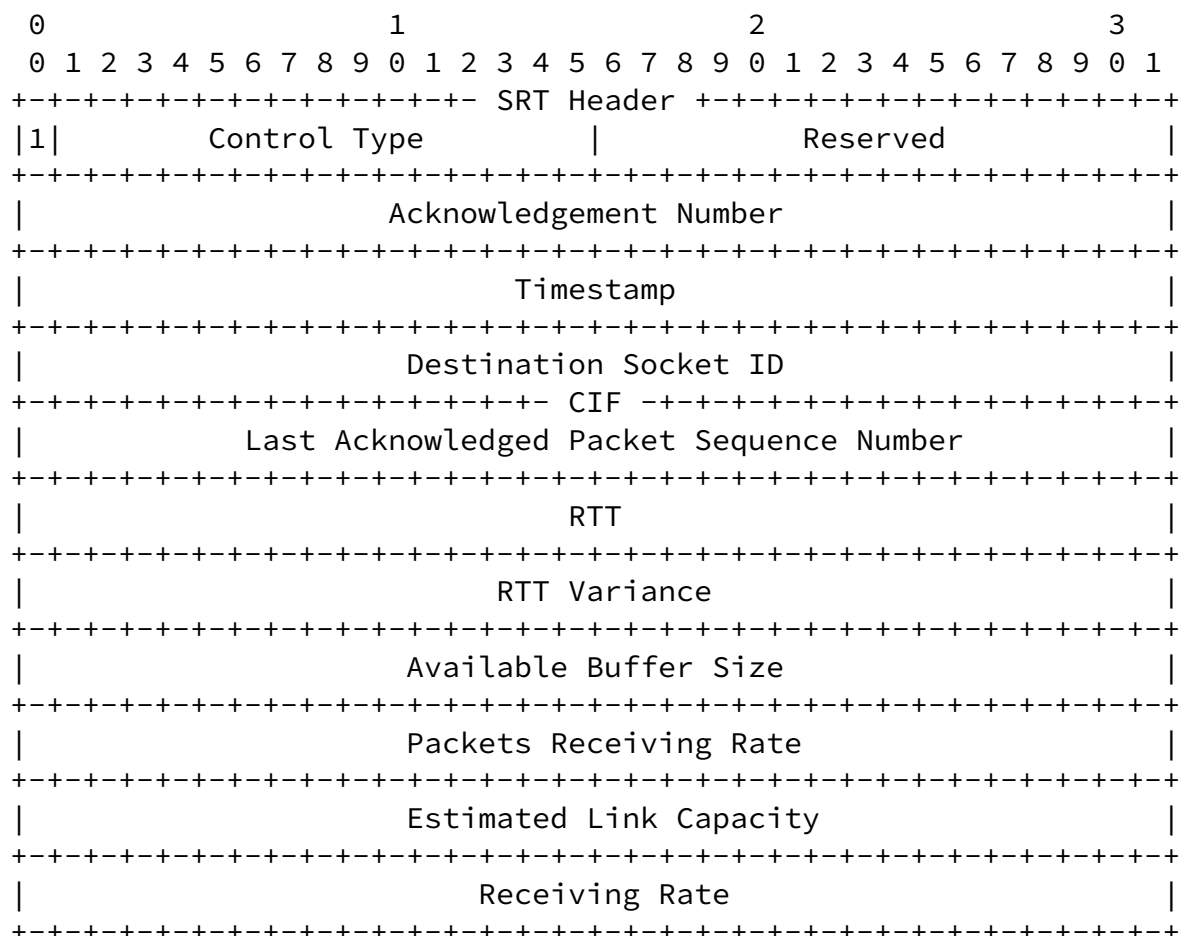 0                   1                   2                   3
 0 1 2 3 4 5 6 7 8 9 0 1 2 3 4 5 6 7 8 9 0 1 2 3 4 5 6 7 8 9 0 1
+-+-+-+-+-+-+-+-+-+-+-+-+- SRT Header +-+-+-+-+-+-+-+-+-+-+-+-+-+
|1|        Control Type         |           Reserved            |
+-+-+-+-+-+-+-+-+-+-+-+-+-+-+-+-+-+-+-+-+-+-+-+-+-+-+-+-+-+-+-+-+
|                    Acknowledgement Number                     |
+-+-+-+-+-+-+-+-+-+-+-+-+-+-+-+-+-+-+-+-+-+-+-+-+-+-+-+-+-+-+-+-+
|                           Timestamp                           |
+-+-+-+-+-+-+-+-+-+-+-+-+-+-+-+-+-+-+-+-+-+-+-+-+-+-+-+-+-+-+-+-+
|                     Destination Socket ID                     |
+-+-+-+-+-+-+-+-+-+-+-+-+-+-+- CIF -+-+-+-+-+-+-+-+-+-+-+-+-+-+-+
|            Last Acknowledged Packet Sequence Number           |
+-+-+-+-+-+-+-+-+-+-+-+-+-+-+-+-+-+-+-+-+-+-+-+-+-+-+-+-+-+-+-+-+
|                              RTT                              |
+-+-+-+-+-+-+-+-+-+-+-+-+-+-+-+-+-+-+-+-+-+-+-+-+-+-+-+-+-+-+-+-+
|                          RTT Variance                         |
+-+-+-+-+-+-+-+-+-+-+-+-+-+-+-+-+-+-+-+-+-+-+-+-+-+-+-+-+-+-+-+-+
|                     Available Buffer Size                     |
+-+-+-+-+-+-+-+-+-+-+-+-+-+-+-+-+-+-+-+-+-+-+-+-+-+-+-+-+-+-+-+-+
|                     Packets Receiving Rate                    |
+-+-+-+-+-+-+-+-+-+-+-+-+-+-+-+-+-+-+-+-+-+-+-+-+-+-+-+-+-+-+-+-+
|                     Estimated Link Capacity                   |
+-+-+-+-+-+-+-+-+-+-+-+-+-+-+-+-+-+-+-+-+-+-+-+-+-+-+-+-+-+-+-+-+
|                         Receiving Rate                        |
+-+-+-+-+-+-+-+-+-+-+-+-+-+-+-+-+-+-+-+-+-+-+-+-+-+-+-+-+-+-+-+-+